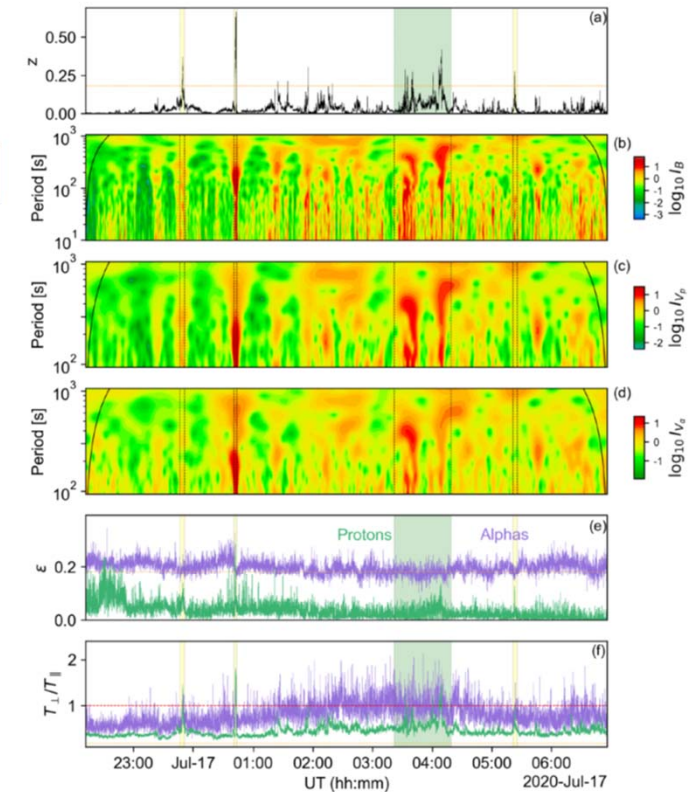 (a)
z
0.50
0.25
0.00
(b)
Period [s]
10³
10²
10¹
log₁₀ I_B
1
0
-1
-2
-3
(c)
Period [s]
10³
10²
log₁₀ I_Vp
1
0
-1
-2
(d)
Period [s]
10³
10²
log₁₀ I_Vα
1
0
-1
(e)
ε
0.2
0.0
Protons
Alphas
(f)
T⊥/T∥
2
1
23:00 Jul-17 01:00 02:00 03:00 04:00 05:00 06:00
UT (hh:mm)
2020-Jul-17